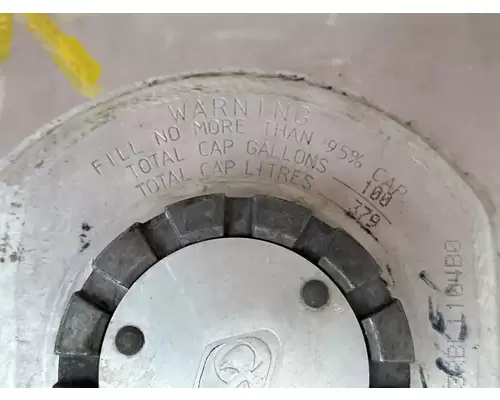 WARNING
FILL NO MORE THAN 95% CAP
TOTAL CAP GALLONS 100
TOTAL CAP LITRES 379